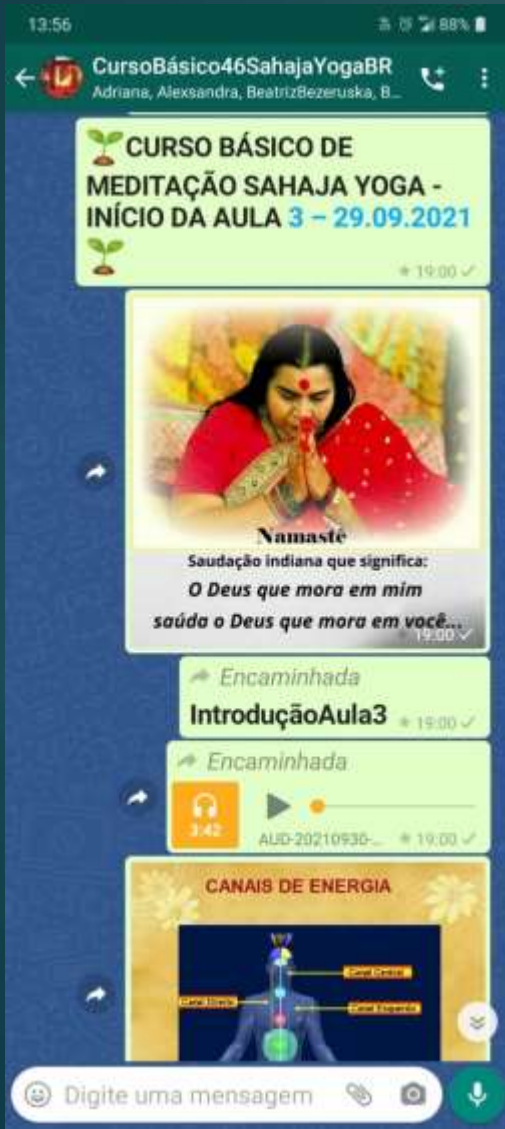 13:56
88%
CursoBásico46SahajaYogaBR
Adriana, Alexsandra, BeatrizBezeruska, B...
CURSO BÁSICO DE
MEDITAÇÃO SAHAJA YOGA -
INÍCIO DA AULA 3 – 29.09.2021
19:00
Namastê
Saudação indiana que significa:
O Deus que mora em mim
saúda o Deus que mora em você...
19:00
Encaminhada
IntroduçãoAula3
19:00
Encaminhada
3:42
AUD-20210930-...
19:00
CANAIS DE ENERGIA
Canal Central
Canal Direito
Canal Esquerdo
Digite uma mensagem